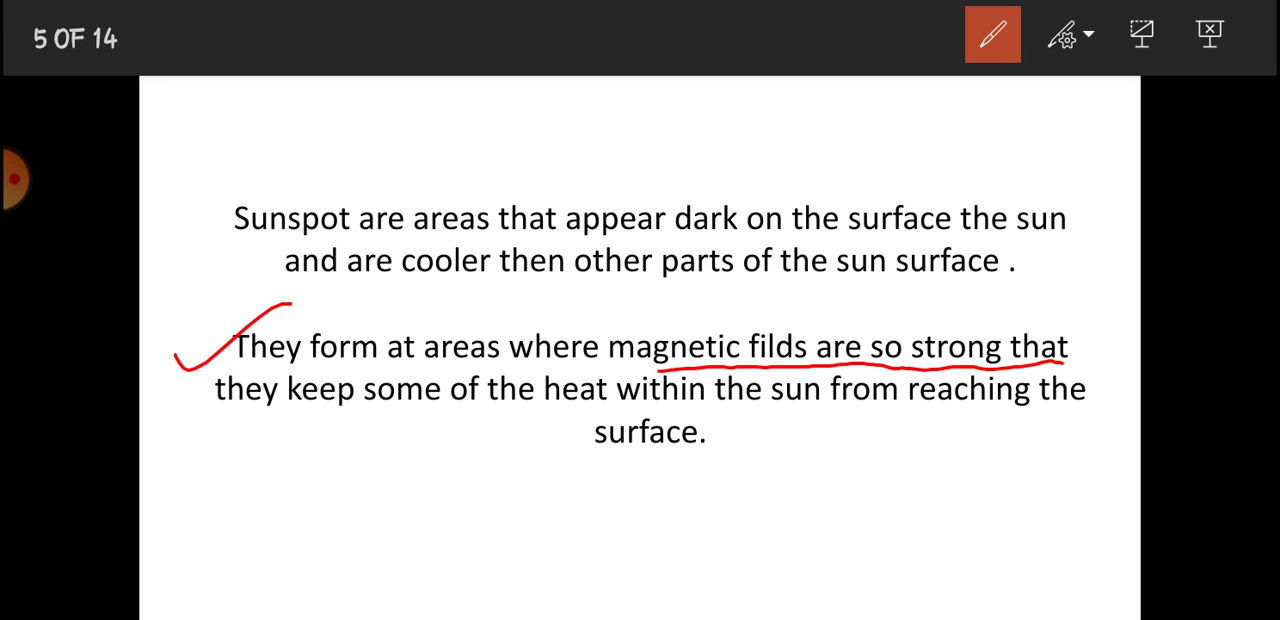 5 OF 14
Sunspot are areas that appear dark on the surface the sun
and are cooler then other parts of the sun surface .
They form at areas where magnetic filds are so strong that
they keep some of the heat within the sun from reaching the
surface.